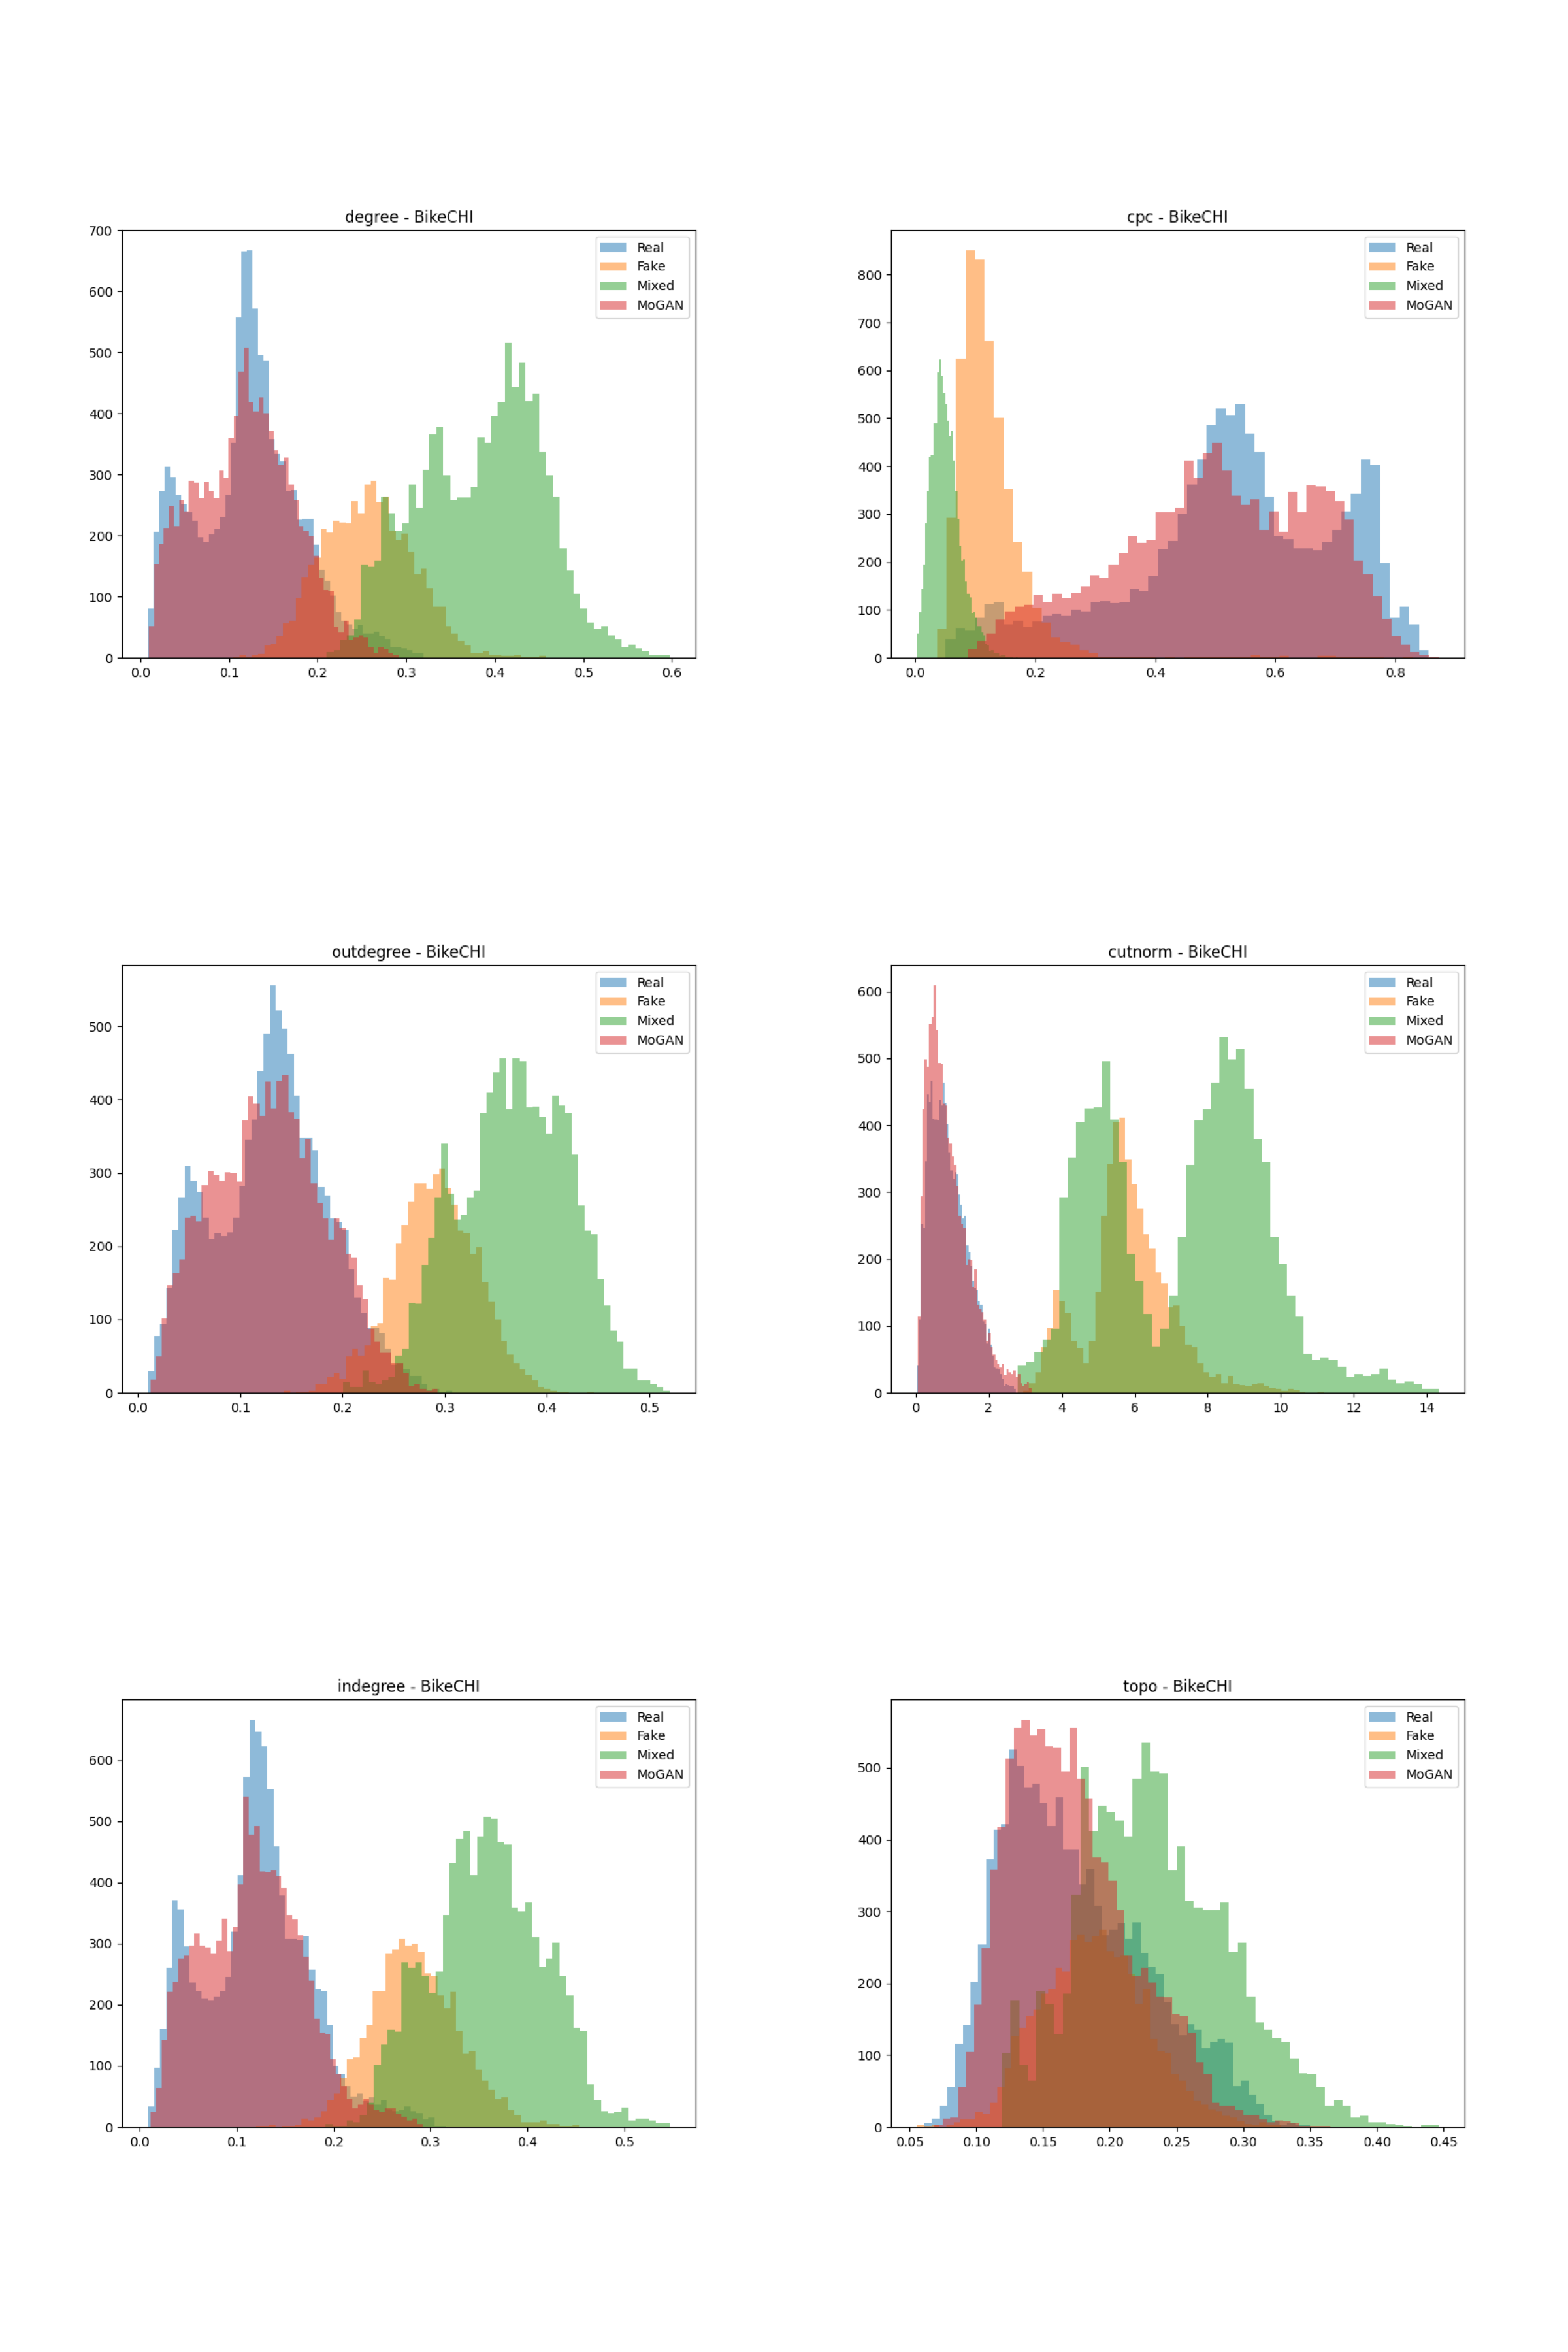 degree - BikeCHI
700
600
500
400
300
200
100
0
0.0 0.1 0.2 0.3 0.4 0.5 0.6
Real
Fake
Mixed
MoGAN
cpc - BikeCHI
800
700
600
500
400
300
200
100
0
0.0 0.2 0.4 0.6 0.8
Real
Fake
Mixed
MoGAN
outdegree - BikeCHI
500
400
300
200
100
0
0.0 0.1 0.2 0.3 0.4 0.5
Real
Fake
Mixed
MoGAN
cutnorm - BikeCHI
600
500
400
300
200
100
0
0 2 4 6 8 10 12 14
Real
Fake
Mixed
MoGAN
indegree - BikeCHI
600
500
400
300
200
100
0
0.0 0.1 0.2 0.3 0.4 0.5
Real
Fake
Mixed
MoGAN
topo - BikeCHI
500
400
300
200
100
0
0.05 0.10 0.15 0.20 0.25 0.30 0.35 0.40 0.45
Real
Fake
Mixed
MoGAN